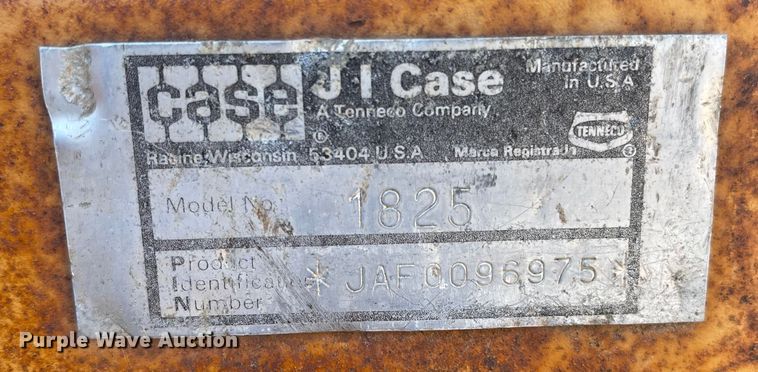 case
J I Case
A Tenneco Company
Manufactured
in U.S.A
TENNECO
Racine, Wisconsin 53404 U.S.A
Marca Registrada
Model No. 1825
Product
Identification * JAF0096975 *
Number
Purple Wave Auction